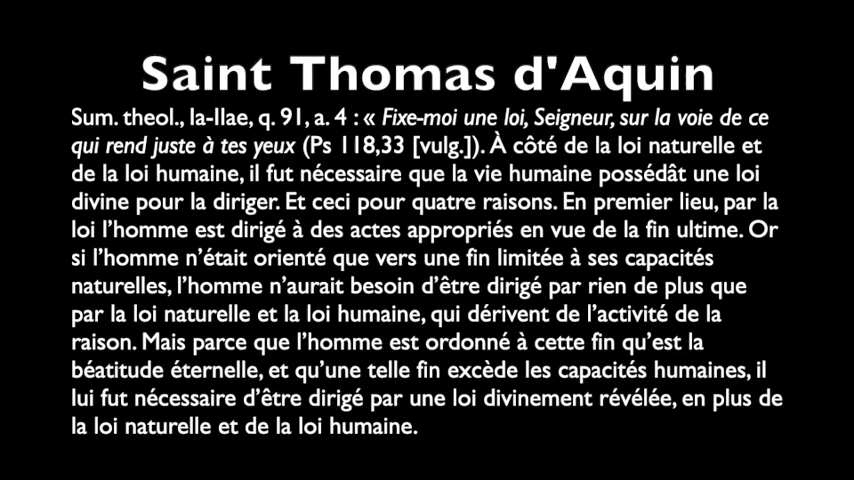 Saint Thomas d'Aquin
Sum. theol., Ia-IIae, q. 91, a. 4 : « Fixe-moi une loi, Seigneur, sur la voie de ce
qui rend juste à tes yeux (Ps 118,33 [vulg.]). À côté de la loi naturelle et
de la loi humaine, il fut nécessaire que la vie humaine possédât une loi
divine pour la diriger. Et ceci pour quatre raisons. En premier lieu, par la
loi l’homme est dirigé à des actes appropriés en vue de la fin ultime. Or
si l’homme n’était orienté que vers une fin limitée à ses capacités
naturelles, l’homme n’aurait besoin d’être dirigé par rien de plus que
par la loi naturelle et la loi humaine, qui dérivent de l’activité de la
raison. Mais parce que l’homme est ordonné à cette fin qu’est la
béatitude éternelle, et qu’une telle fin excède les capacités humaines, il
lui fut nécessaire d’être dirigé par une loi divinement révélée, en plus de
la loi naturelle et de la loi humaine.